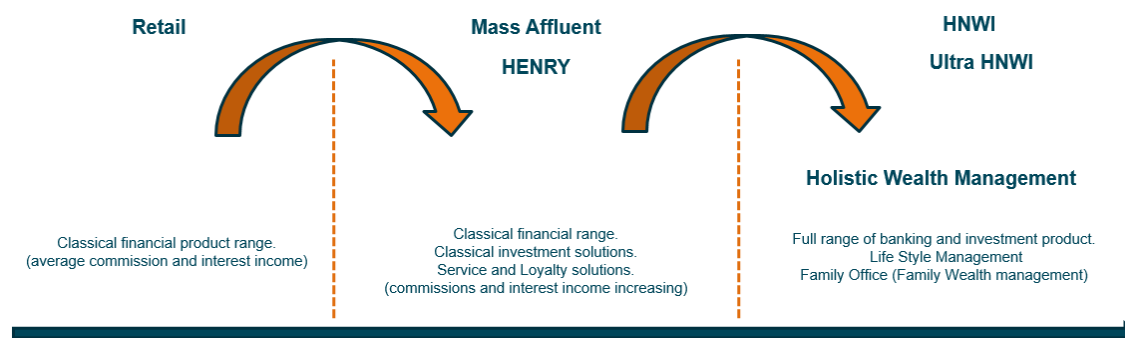 Retail
Mass Affluent
HENRY
HNWI
Ultra HNWI
Holistic Wealth Management
Classical financial product range.
(average commission and interest income)
Classical financial range.
Classical investment solutions.
Service and Loyalty solutions.
(commissions and interest income increasing)
Full range of banking and investment product.
Life Style Management
Family Office (Family Wealth management)